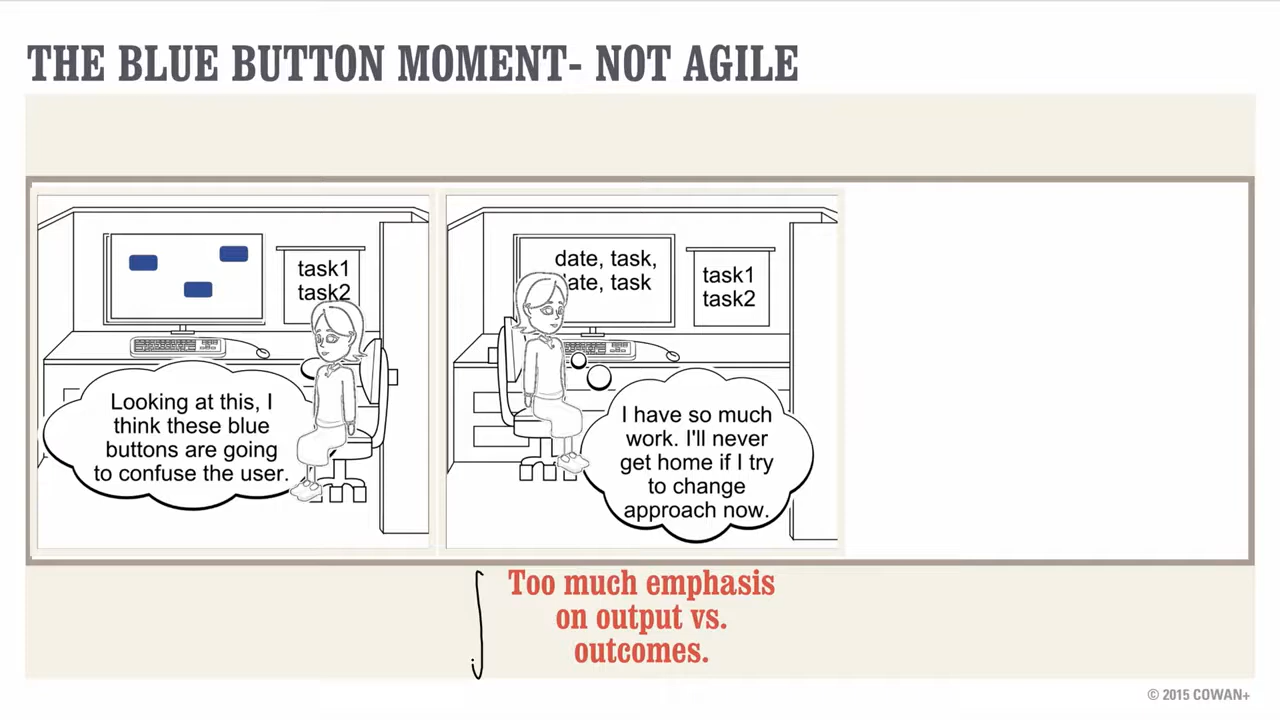 THE BLUE BUTTON MOMENT- NOT AGILE
task1
task2
Looking at this, I
think these blue
buttons are going
to confuse the user.
date, task,
date, task
task1
task2
I have so much
work. I'll never
get home if I try
to change
approach now.
Too much emphasis
on output vs.
outcomes.
© 2015 COWAN+